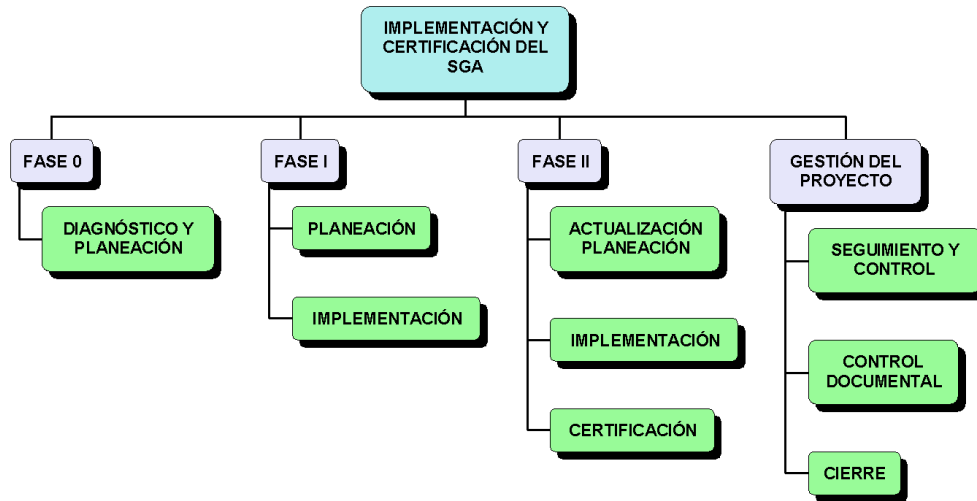 IMPLEMENTACIÓN Y
CERTIFICACIÓN DEL
SGA
FASE 0
DIAGNÓSTICO Y
PLANEACIÓN
FASE I
PLANEACIÓN
IMPLEMENTACIÓN
FASE II
ACTUALIZACIÓN
PLANEACIÓN
IMPLEMENTACIÓN
CERTIFICACIÓN
GESTIÓN DEL
PROYECTO
SEGUIMIENTO Y
CONTROL
CONTROL
DOCUMENTAL
CIERRE